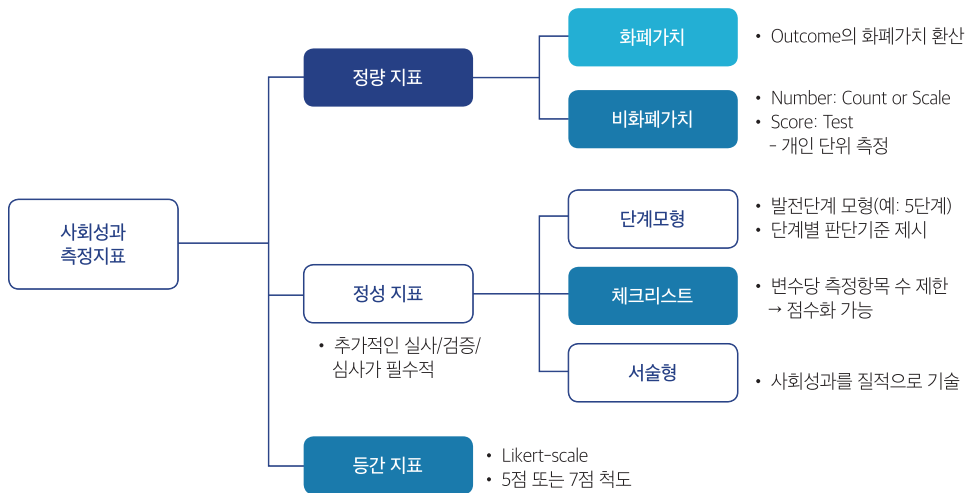 사회성과
측정지표
정량 지표
화폐가치
• Outcome의 화폐가치 환산
비화폐가치
• Number: Count or Scale
• Score: Test
- 개인 단위 측정
정성 지표
• 추가적인 실사/검증/
심사가 필수적
단계모형
• 발전단계 모형(예: 5단계)
• 단계별 판단기준 제시
체크리스트
• 변수당 측정항목 수 제한
→ 점수화 가능
서술형
• 사회성과를 질적으로 기술
등간 지표
• Likert-scale
• 5점 또는 7점 척도